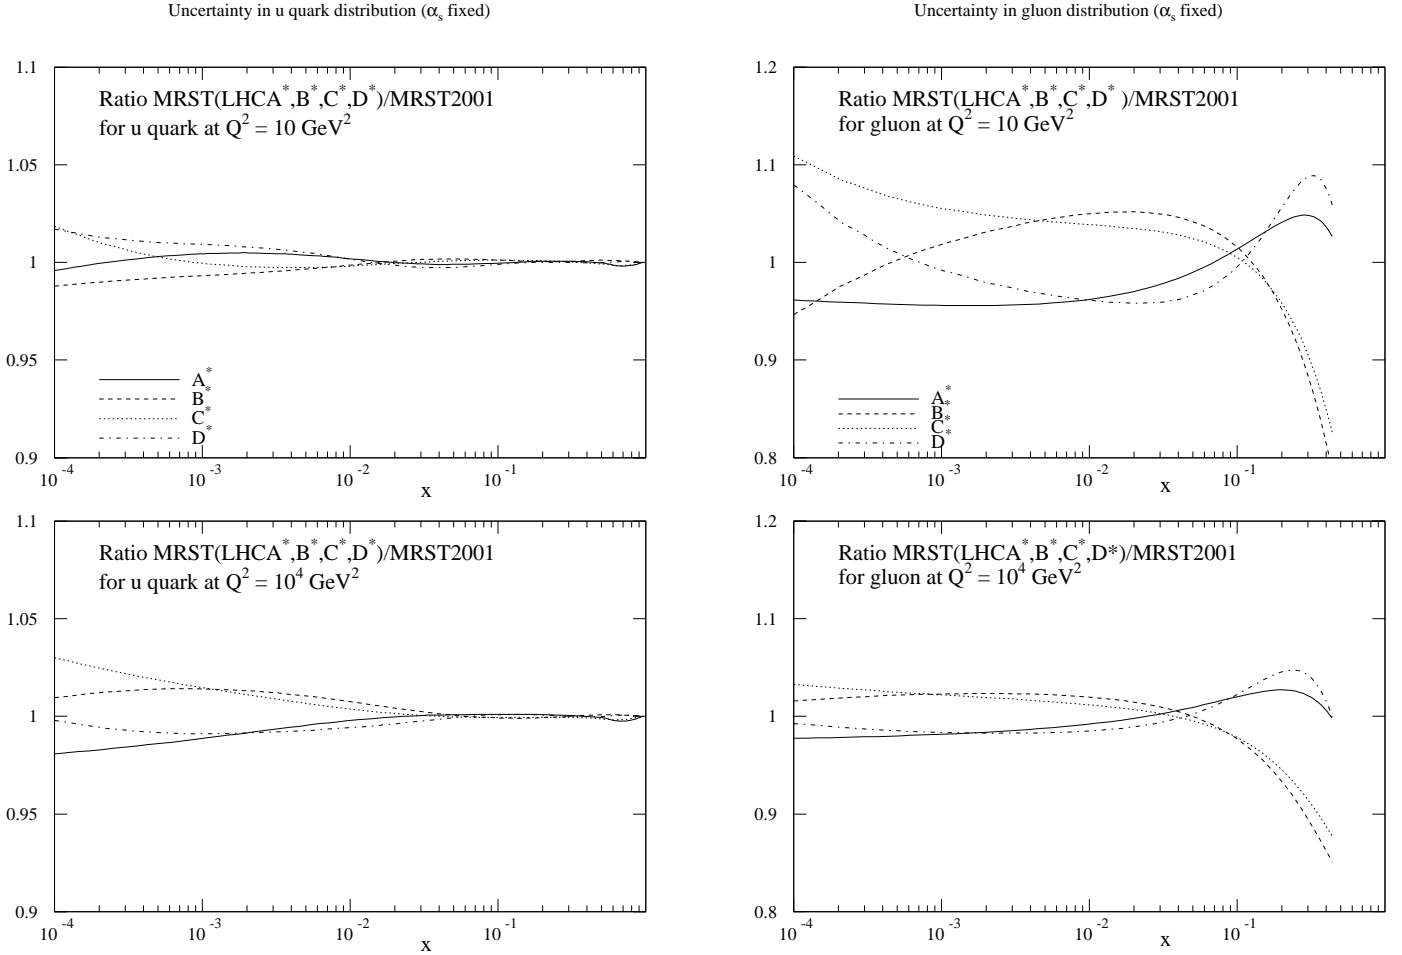 Uncertainty in u quark distribution (αs fixed)
1.1
1.05
1
0.95
0.9
Ratio MRST(LHCA*,B*,C*,D*)/MRST2001
for u quark at Q² = 10 GeV²
A*
B*
C*
D*
10⁻⁴
10⁻³
10⁻²
10⁻¹
x
Uncertainty in gluon distribution (αs fixed)
1.2
1.1
1
0.9
0.8
Ratio MRST(LHCA*,B*,C*,D* )/MRST2001
for gluon at Q² = 10 GeV²
A*
B*
C*
D*
10⁻⁴
10⁻³
10⁻²
10⁻¹
x
1.1
1.05
1
0.95
0.9
Ratio MRST(LHCA*,B*,C*,D*)/MRST2001
for u quark at Q² = 10⁴ GeV²
10⁻⁴
10⁻³
10⁻²
10⁻¹
x
1.2
1.1
1
0.9
0.8
Ratio MRST(LHCA*,B*,C*,D*)/MRST2001
for gluon at Q² = 10⁴ GeV²
10⁻⁴
10⁻³
10⁻²
10⁻¹
x